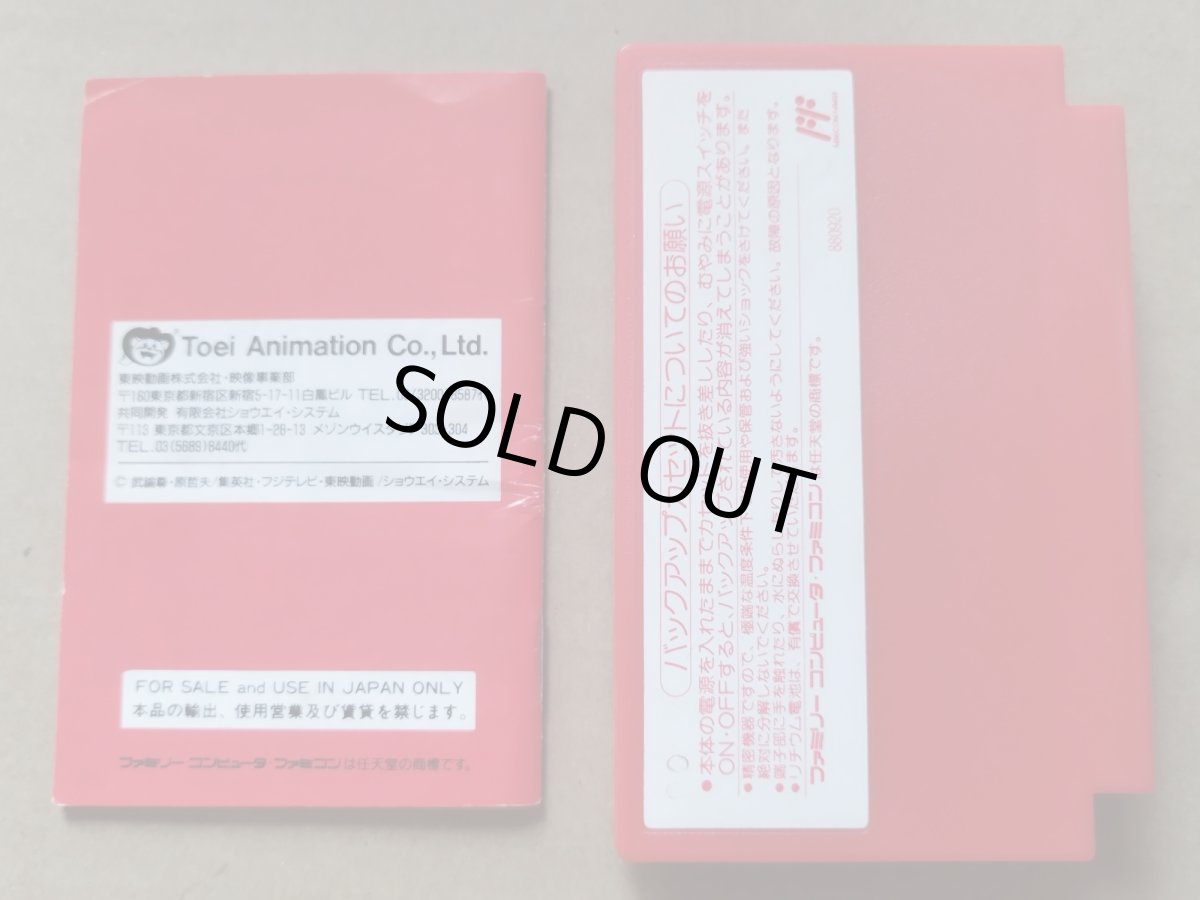 Toei Animation Co., Ltd.
東映動画株式会社・映像事業部
〒160東京都新宿区新宿5-17-11白鳳ビル TEL.
共同開発 有限会社ショウエイ・システム
〒113 東京都文京区本郷1-26-13 メゾンウイス 304
TEL.03(5689)8440代
© 武論尊・原哲夫/集英社・フジテレビ・東映動画/ショウエイ・システム
FOR SALE and USE IN JAPAN ONLY
本品の輸出、使用営業及び賃貸を禁じます。
ファミリー コンピュータ・ファミコンは任天堂の商標です。
SOLD OUT
バックアップカセットについてのお願い
●本体の電源を入れたままでカセットを抜き差ししたり、むやみに電源スイッチを
ON・OFFすると、バックアップされている内容が消えてしまうことがあります。
●精密機器ですので、極端な温度条件下 使用や保管および強いショックをさけてください。また
絶対に分解しないでください。
●端子部に手を触れたり、水にぬらし たりして汚さないようにしてください。故障の原因となります。
●リチウム電池は、有償で交換させてい ます。
ファミリー コンピュータ・ファミコンは任天堂の商標です。
880920